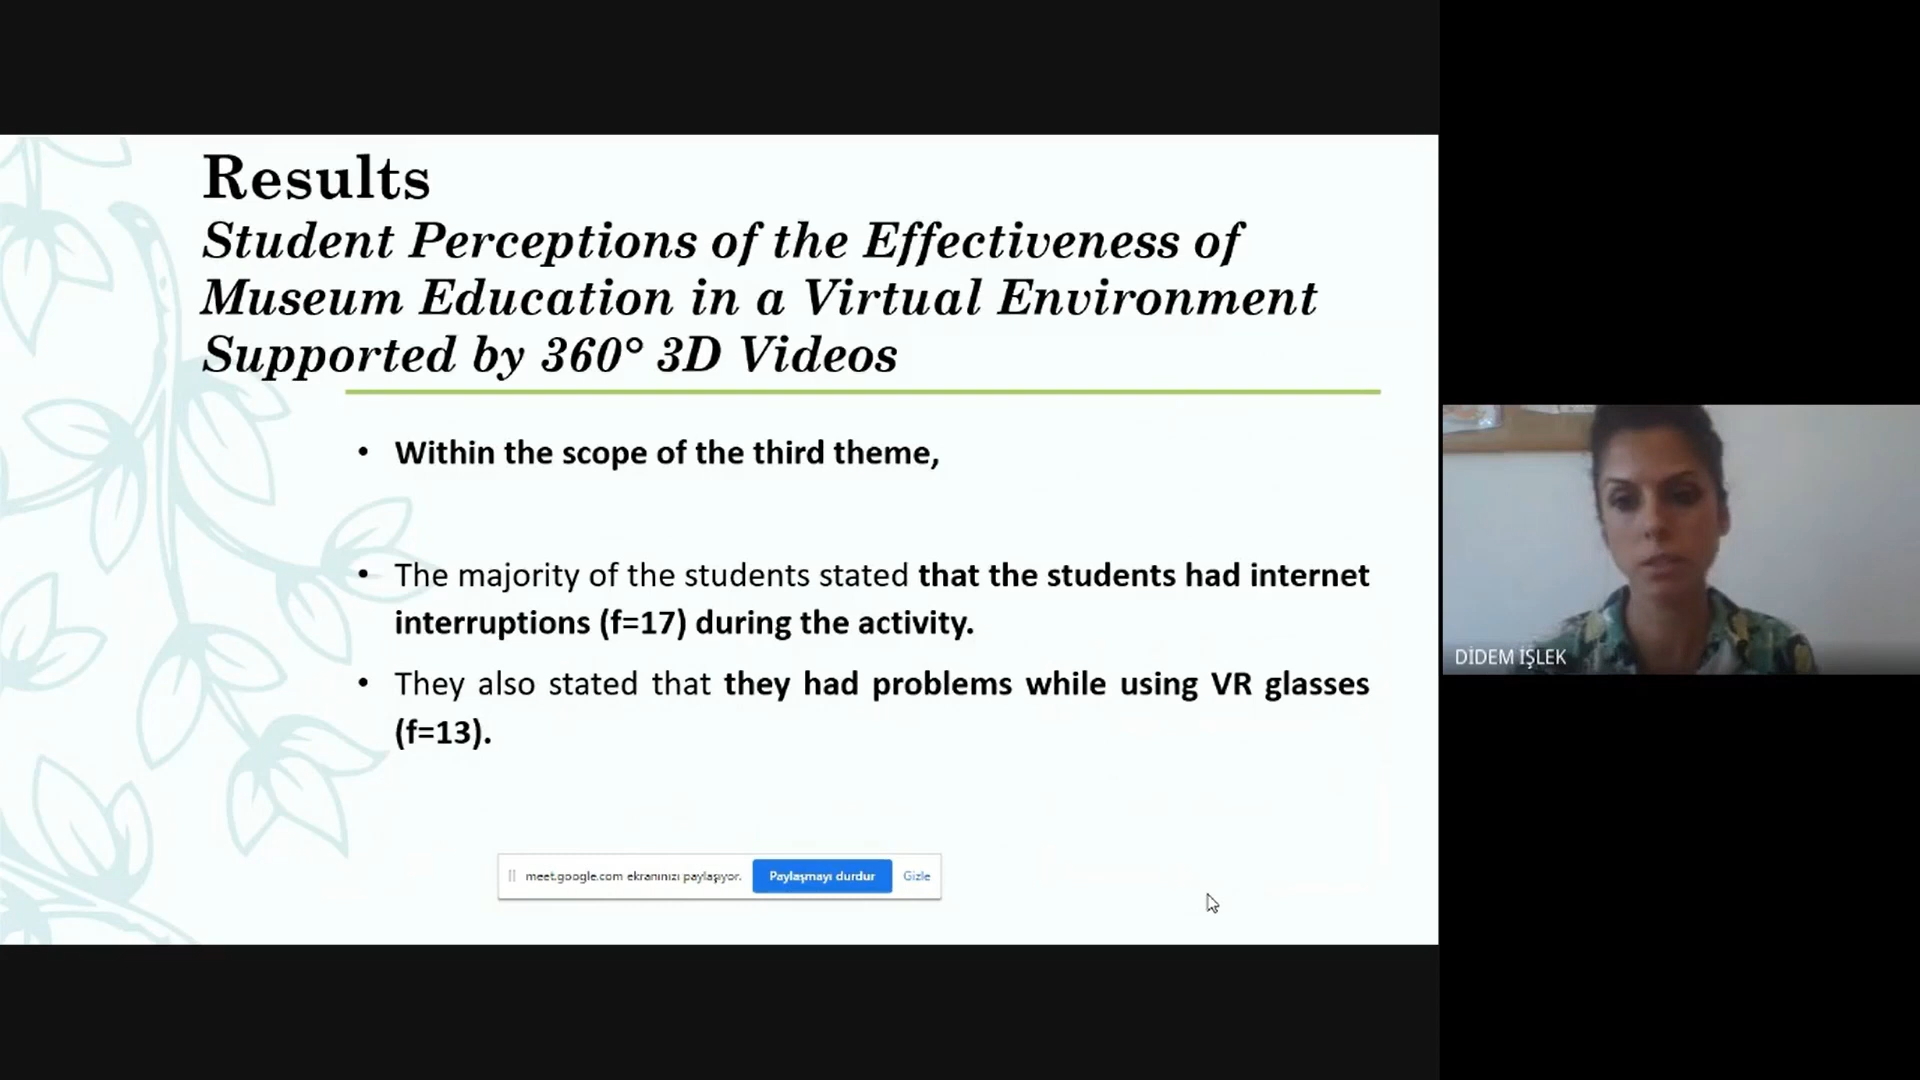 Results
Student Perceptions of the Effectiveness of
Museum Education in a Virtual Environment
Supported by 360° 3D Videos
• Within the scope of the third theme,
• The majority of the students stated that the students had internet
interruptions (f=17) during the activity.
• They also stated that they had problems while using VR glasses
(f=13).
meet.google.com ekranınızı paylaşıyor. Paylaşmayı durdur Gizle
DİDEM İŞLEK